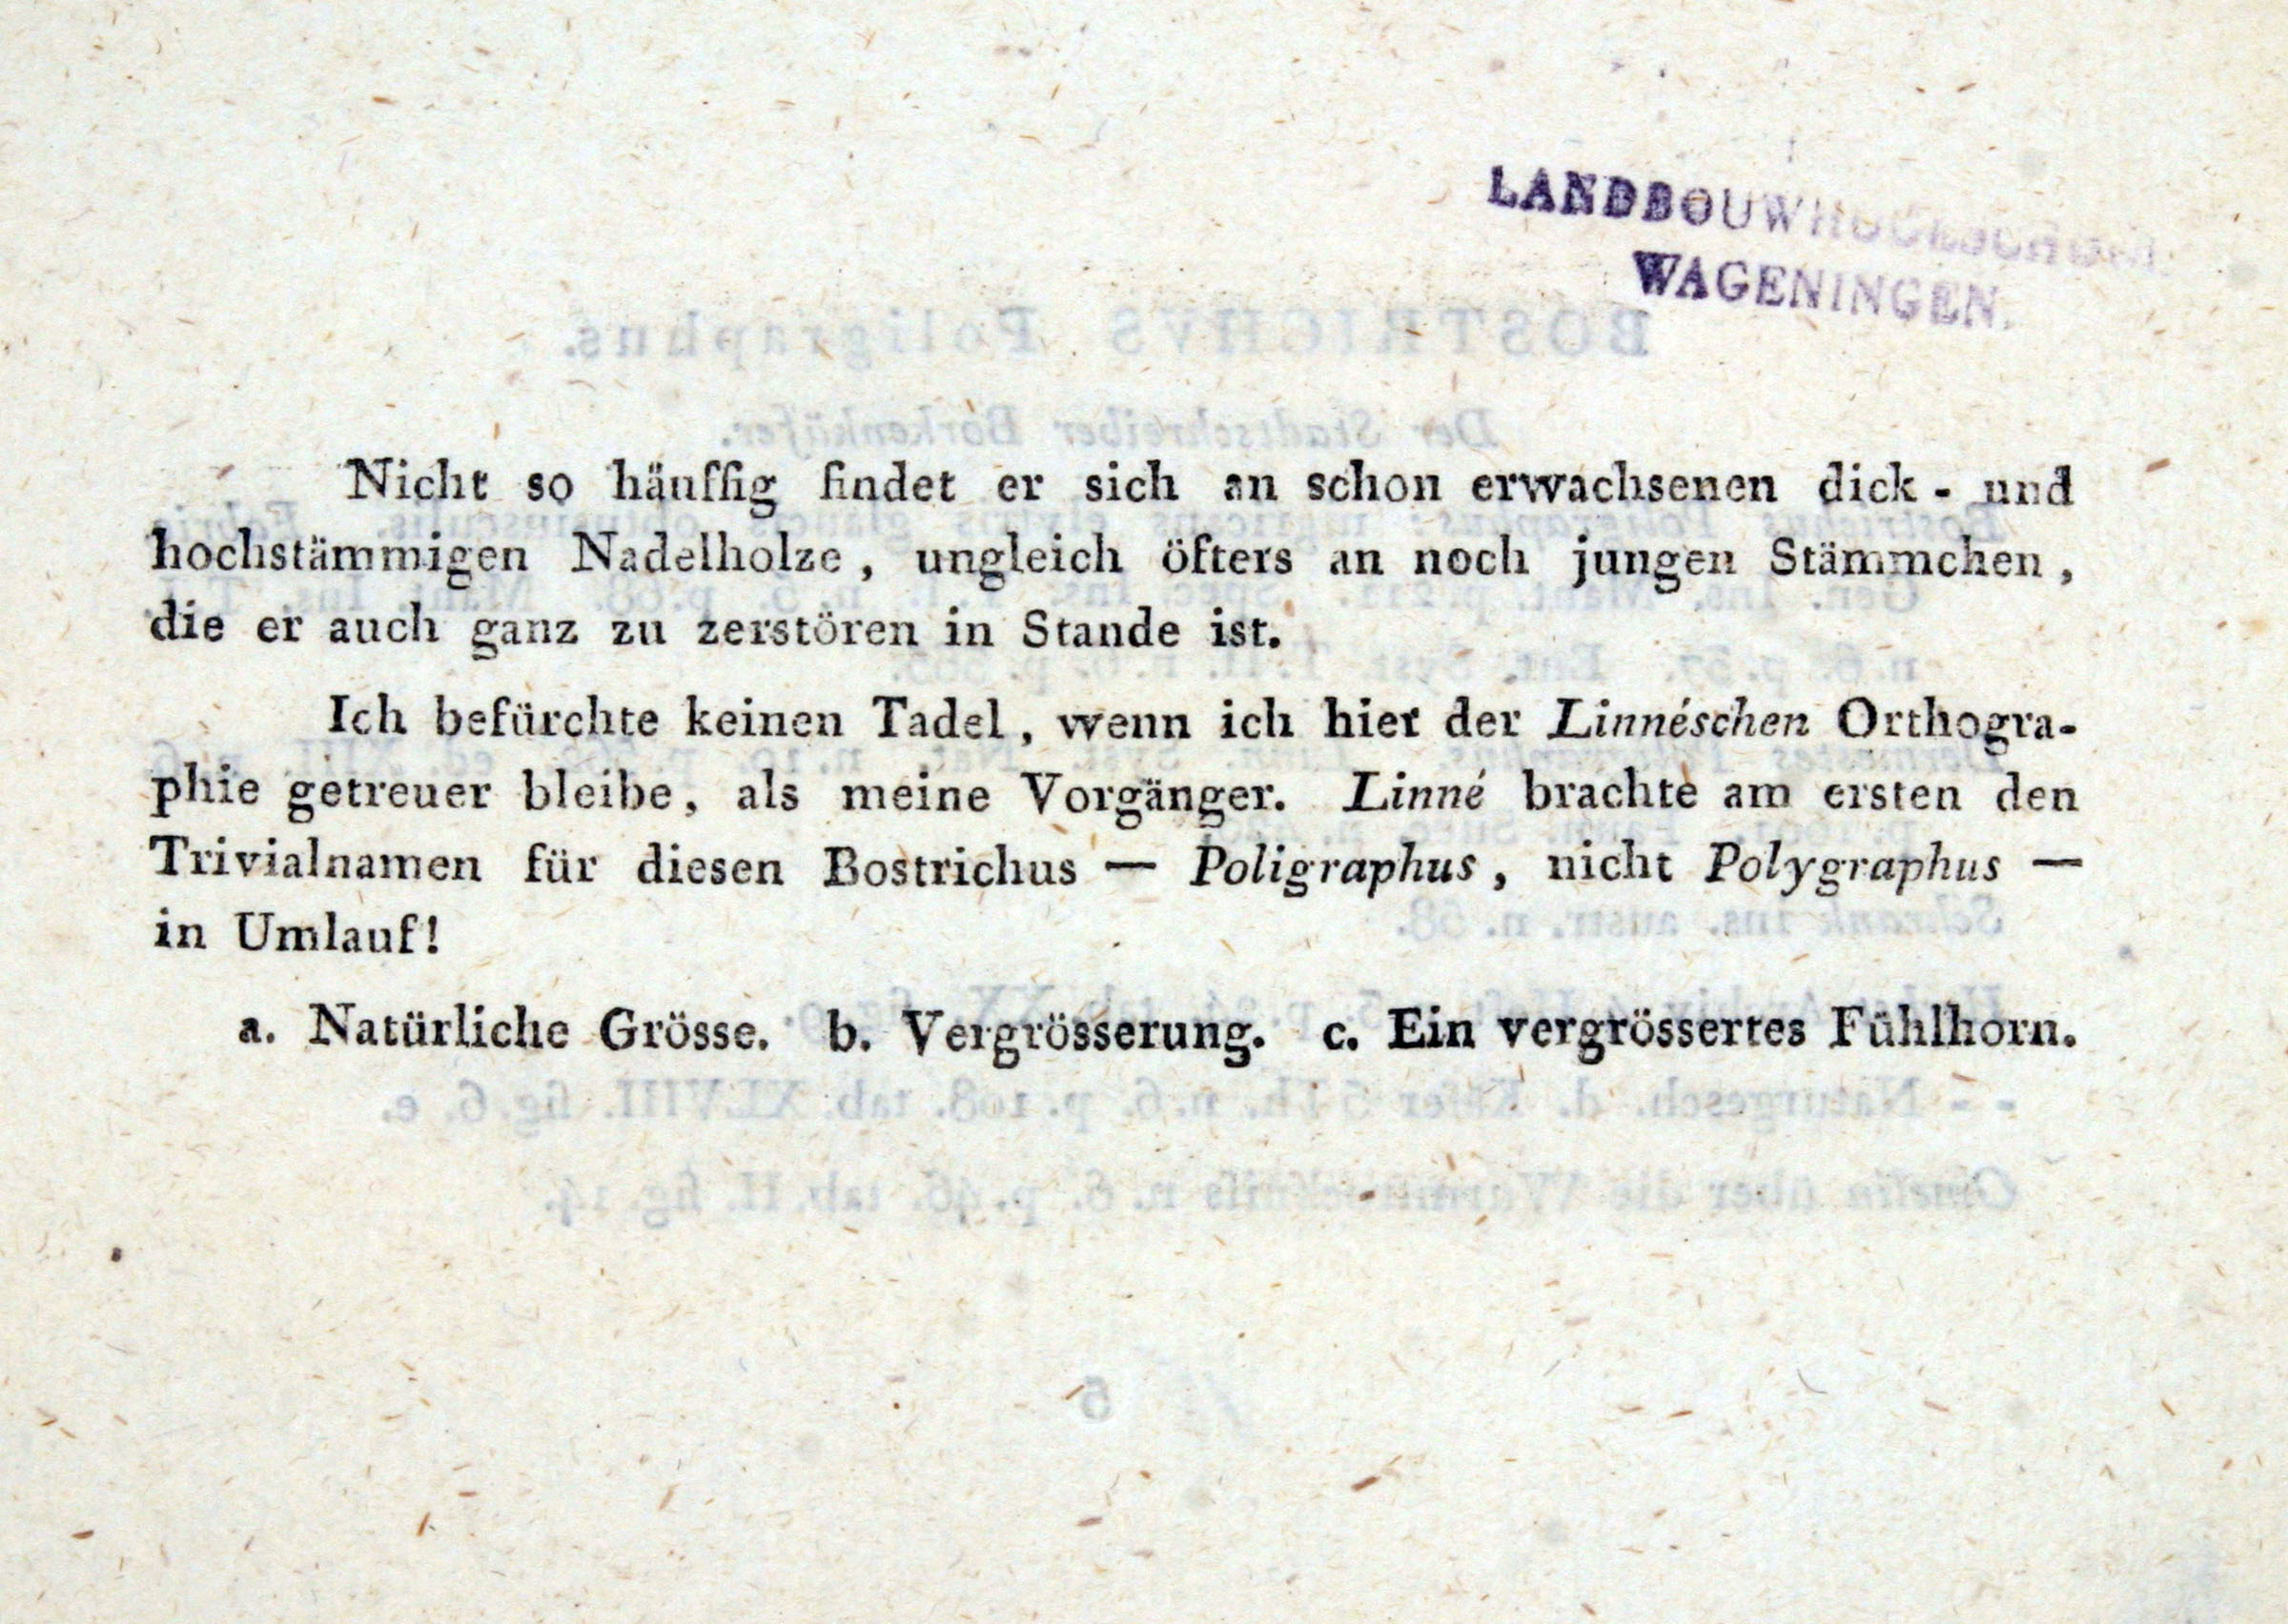 LANDBOUWHOOGESCHOOL
WAGENINGEN.
Nicht so häuffig findet er sich an schon erwachsenen dick - und
hochstämmigen Nadelholze, ungleich öfters an noch jungen Stämmchen,
die er auch ganz zu zerstören in Stande ist.
Ich befürchte keinen Tadel, wenn ich hier der Linnéschen Orthogra-
phie getreuer bleibe, als meine Vorgänger. Linné brachte am ersten den
Trivialnamen für diesen Bostrichus — Poligraphus, nicht Polygraphus —
in Umlauf!
a. Natürliche Grösse. b. Vergrösserung. c. Ein vergrössertes Fühlhorn.